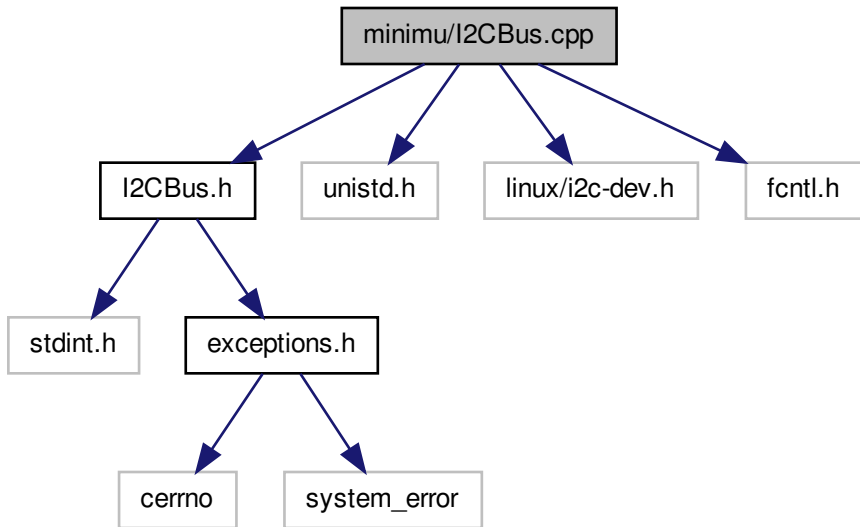 minimu/I2CBus.cpp
I2CBus.h
unistd.h
linux/i2c-dev.h
fcntl.h
stdint.h
exceptions.h
cerrno
system_error